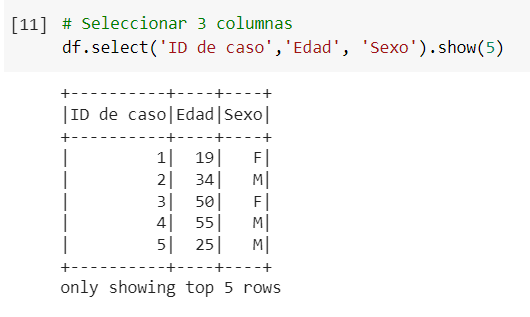 [11] # Seleccionar 3 columnas
df.select('ID de caso','Edad', 'Sexo').show(5)
+----------+----+----+
|ID de caso|Edad|Sexo|
+----------+----+----+
|         1|  19|   F|
|         2|  34|   M|
|         3|  50|   F|
|         4|  55|   M|
|         5|  25|   M|
+----------+----+----+
only showing top 5 rows